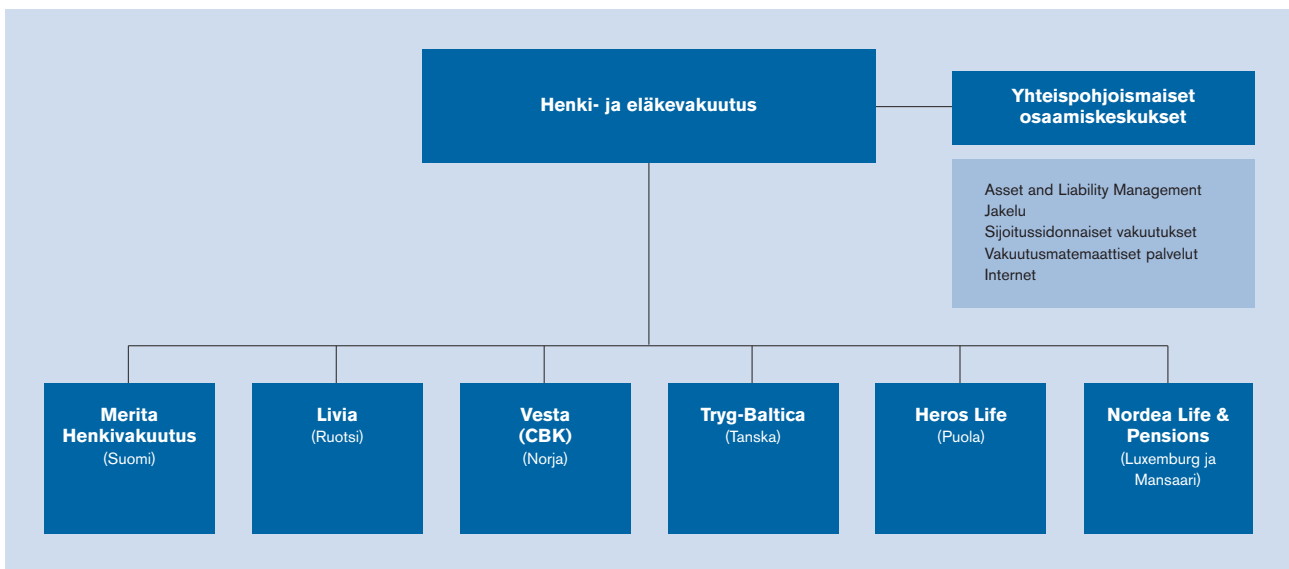 Henki- ja eläkevakuutus
Yhteispohjoismaiset
osaamiskeskukset
Asset and Liability Management
Jakelu
Sijoitussidonnaiset vakuutukset
Vakuutusmatemaattiset palvelut
Internet
Merita
Henkivakuutus
(Suomi)
Livia
(Ruotsi)
Vesta
(CBK)
(Norja)
Tryg-Baltica
(Tanska)
Heros Life
(Puola)
Nordea Life &
Pensions
(Luxemburg ja
Mansaari)